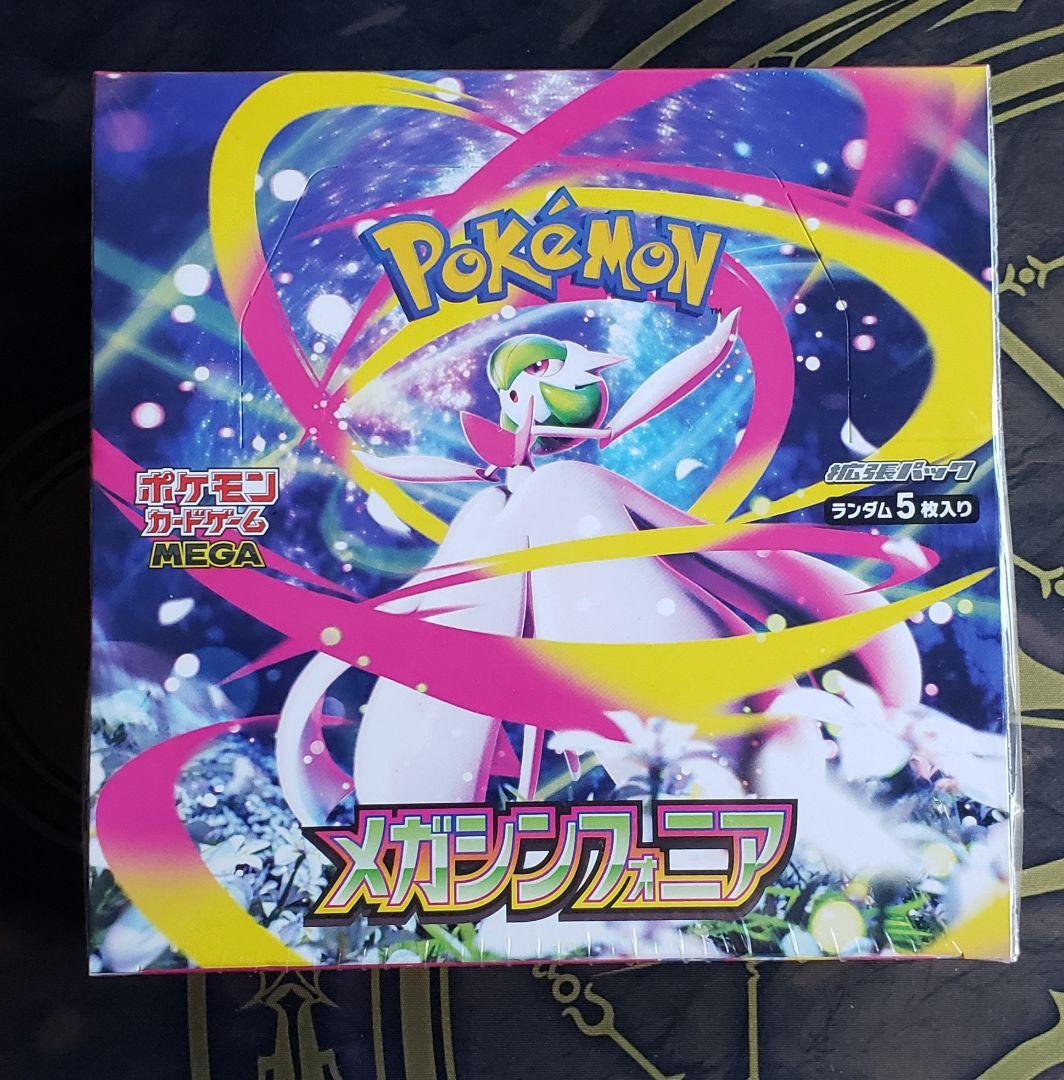 POKéMON
TM
ポケモン
カードゲーム
MEGA
拡張パック
ランダム5枚入り
メガシンフォニア